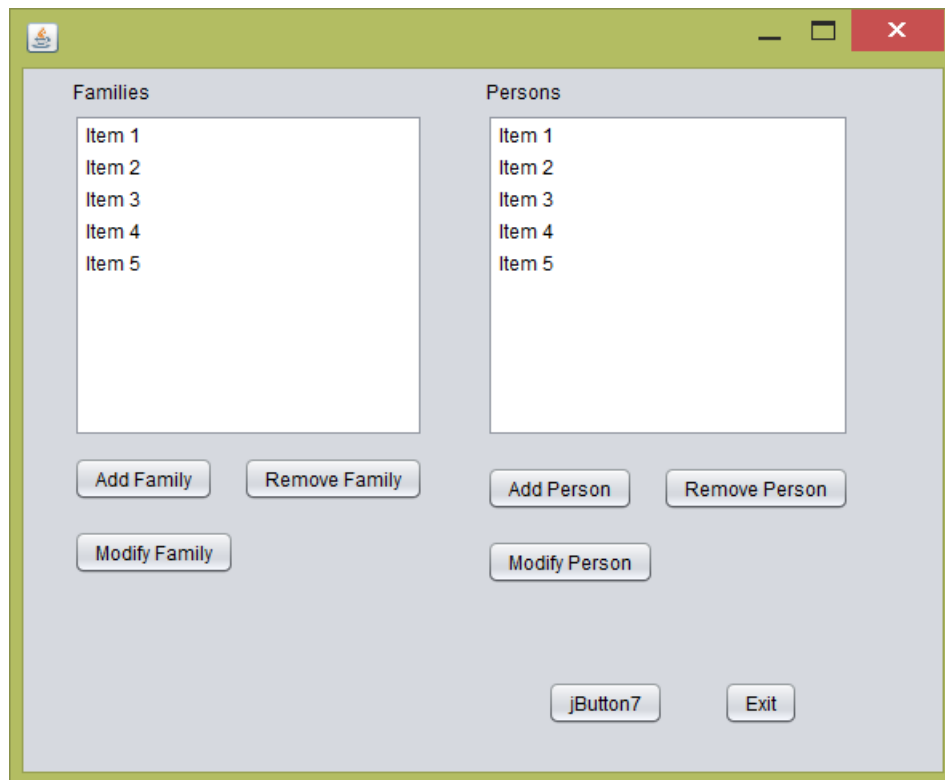 Families
Item 1
Item 2
Item 3
Item 4
Item 5
Add Family
Remove Family
Modify Family
Persons
Item 1
Item 2
Item 3
Item 4
Item 5
Add Person
Remove Person
Modify Person
jButton7
Exit